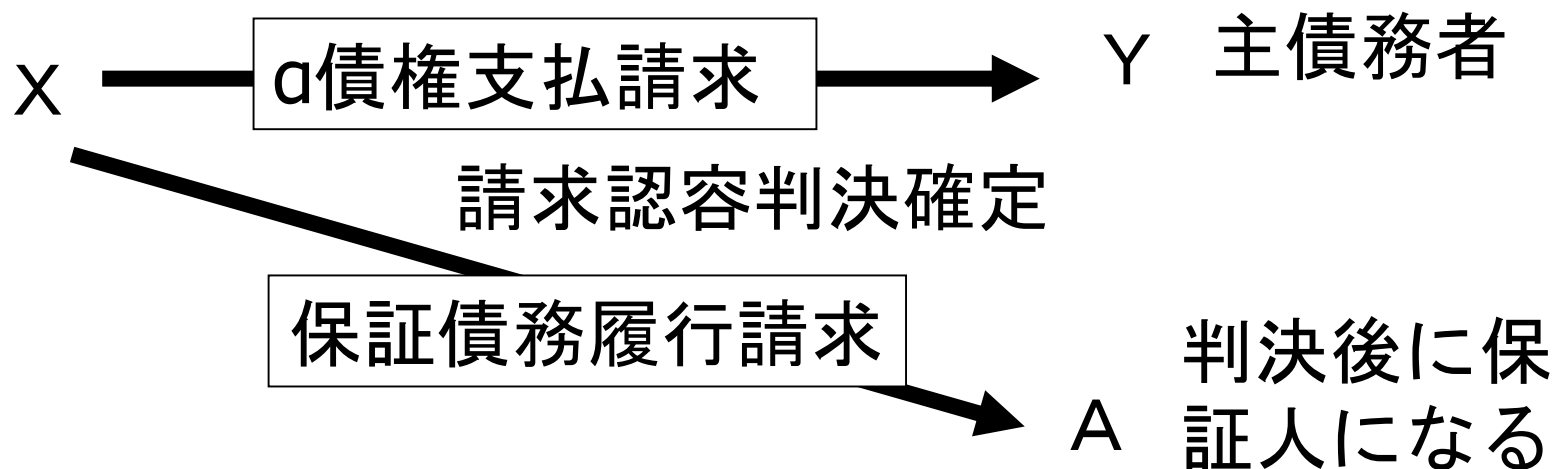 X
α債権支払請求
Y 主債務者
請求認容判決確定
保証債務履行請求
A
判決後に保
証人になる